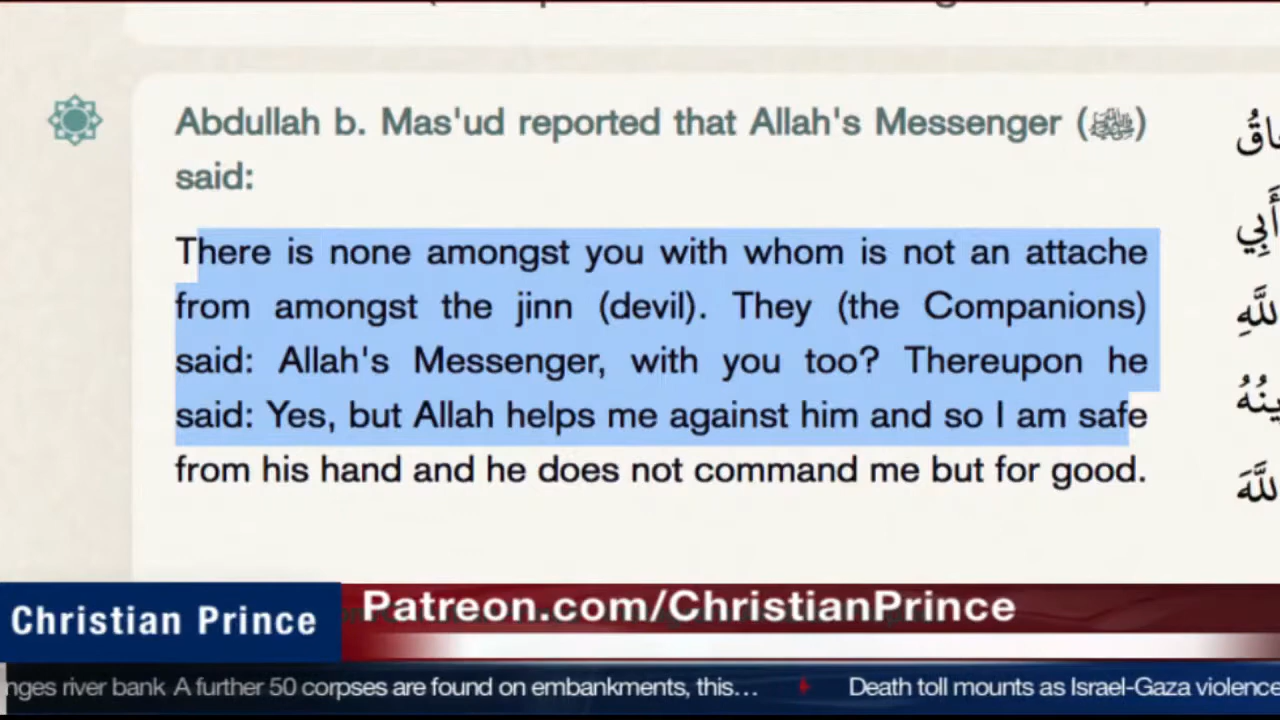 Abdullah b. Mas'ud reported that Allah's Messenger (ﷺ)
said:
There is none amongst you with whom is not an attache
from amongst the jinn (devil). They (the Companions)
said: Allah's Messenger, with you too? Thereupon he
said: Yes, but Allah helps me against him and so I am safe
from his hand and he does not command me but for good.
أَبِي
Christian Prince
Patreon.com/ChristianPrince
nges river bank A further 50 corpses are found on embankments, this... Death toll mounts as Israel-Gaza violence